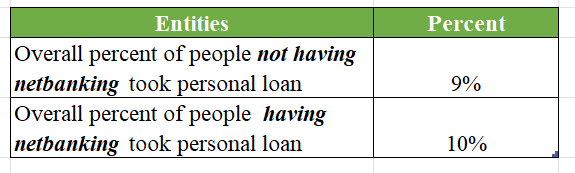 Entities Percent
Overall percent of people not having
netbanking took personal loan 9%
Overall percent of people having
netbanking took personal loan 10%